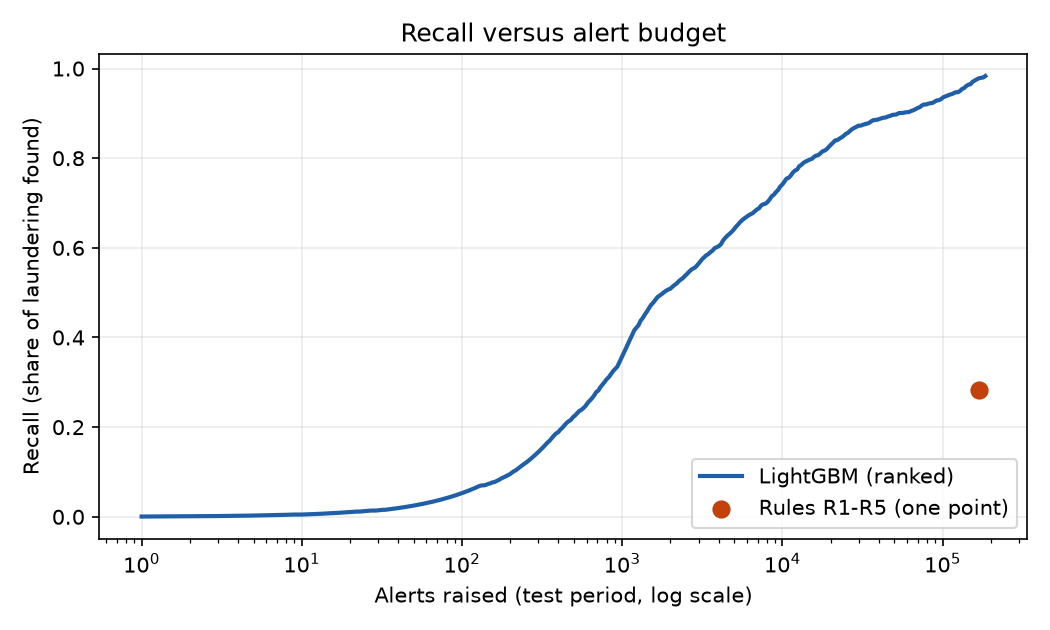 Recall versus alert budget
Recall (share of laundering found)
1.0
0.8
0.6
0.4
0.2
0.0
10⁰
10¹
10²
10³
10⁴
10⁵
Alerts raised (test period, log scale)
LightGBM (ranked)
Rules R1-R5 (one point)